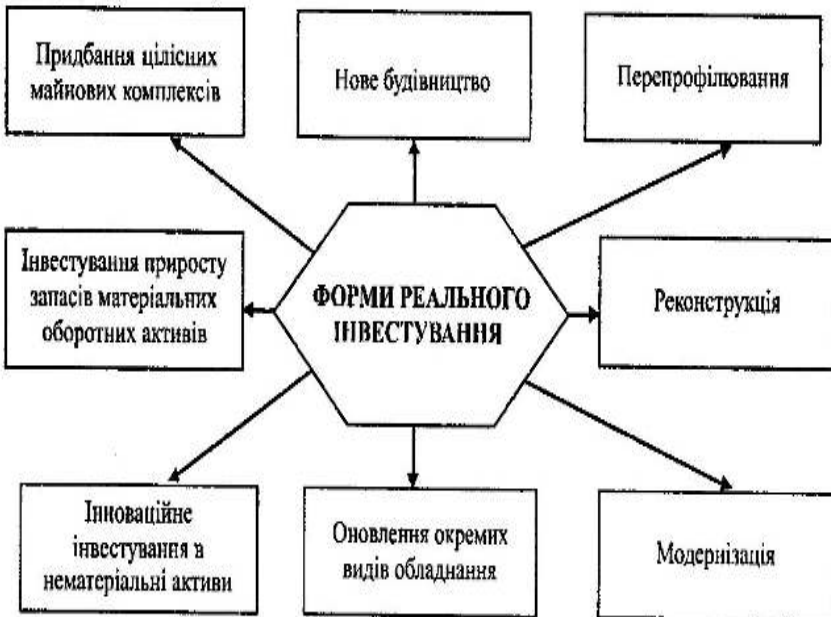 Придбання цілісних
майнових комплексів
Нове будівництво
Перепрофілювання
Інвестування приросту
запасів матеріальних
оборотних активів
ФОРМИ РЕАЛЬНОГО
ІНВЕСТУВАННЯ
Реконструкція
Інноваційне
інвестування в
нематеріальні активи
Оновлення окремих
видів обладнання
Модернізація